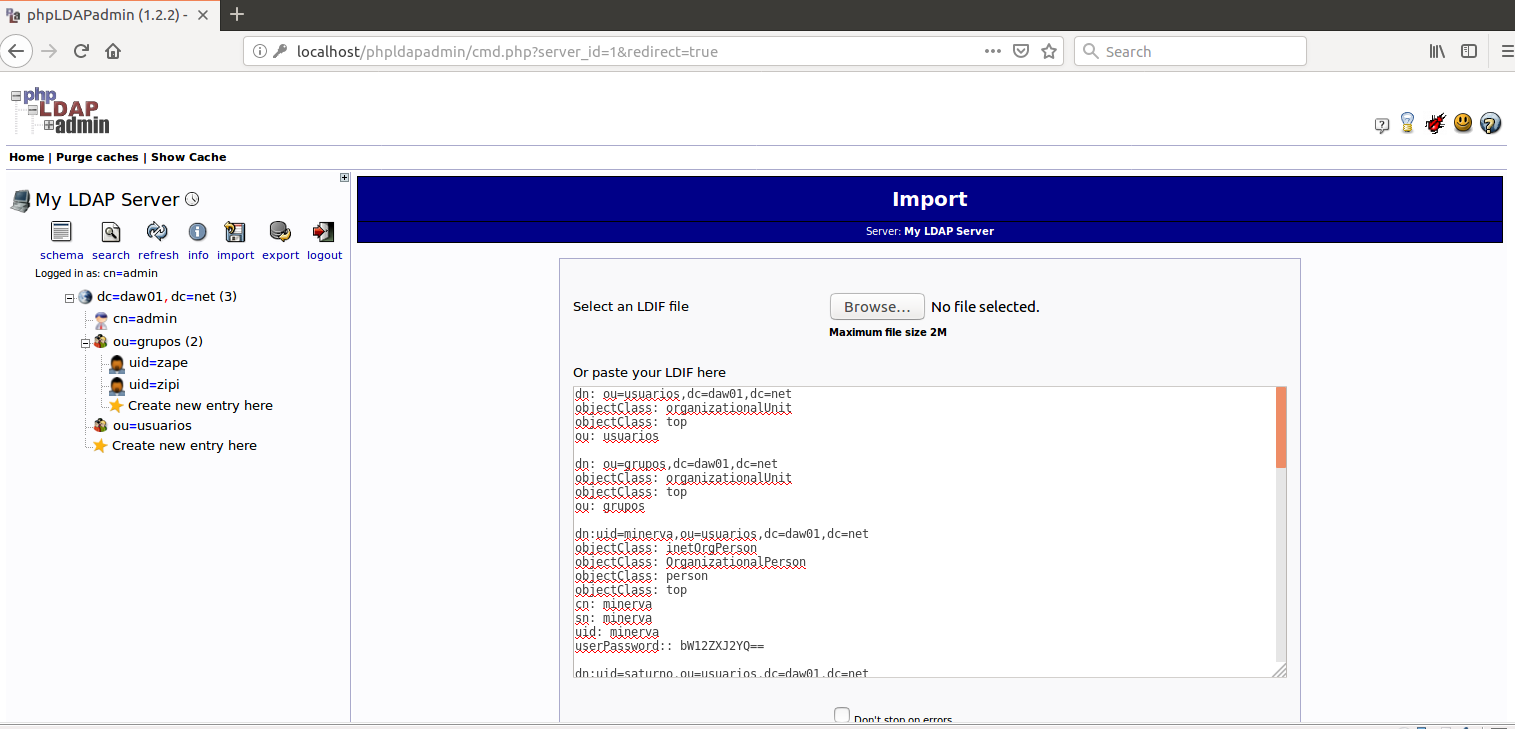 phpLDAPadmin (1.2.2) -
localhost/phpldapadmin/cmd.php?server_id=1&redirect=true
Search
php
LDAP
admin
Home | Purge caches | Show Cache
My LDAP Server
schema search refresh info import export logout
Logged in as: cn=admin
dc=daw01, dc=net (3)
cn=admin
ou=grupos (2)
uid=zape
uid=zipi
Create new entry here
ou=usuarios
Create new entry here
Import
Server: My LDAP Server
Select an LDIF file
Browse... No file selected.
Maximum file size 2M
Or paste your LDIF here
dn: ou=usuarios,dc=daw01,dc=net
objectClass: organizationalUnit
objectClass: top
ou: usuarios
dn: ou=grupos,dc=daw01,dc=net
objectClass: organizationalUnit
objectClass: top
ou: grupos
dn:uid=minerva,ou=usuarios,dc=daw01,dc=net
objectClass: inetOrgPerson
objectClass: OrganizationalPerson
objectClass: person
objectClass: top
cn: minerva
sn: minerva
uid: minerva
userPassword:: bW12ZXJ2YQ==
dn:uid=saturno,ou=usuarios,dc=daw01,dc=net
Don't stop on errors